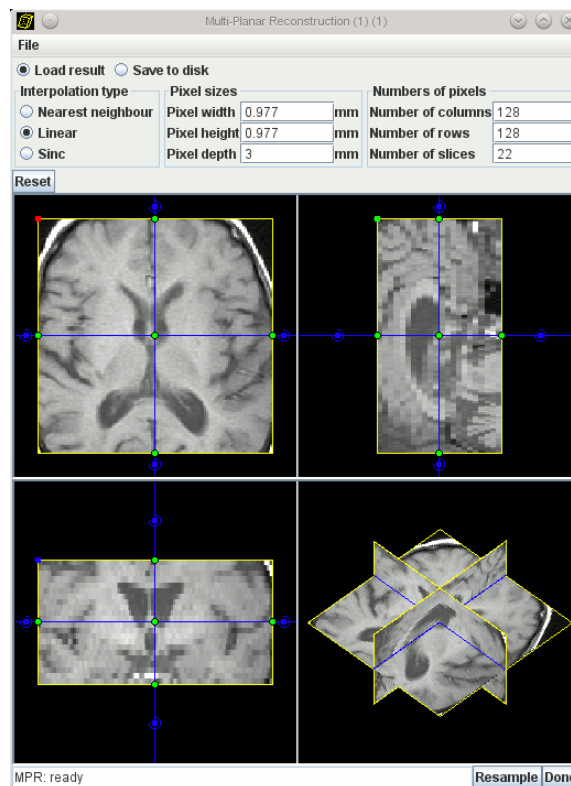 Multi-Planar Reconstruction (1) (1)
File
Load result Save to disk
Interpolation type
Nearest neighbour
Linear
Sinc
Pixel sizes
Pixel width 0.977 mm
Pixel height 0.977 mm
Pixel depth 3 mm
Numbers of pixels
Number of columns 128
Number of rows 128
Number of slices 22
Reset
MPR: ready
Resample Done